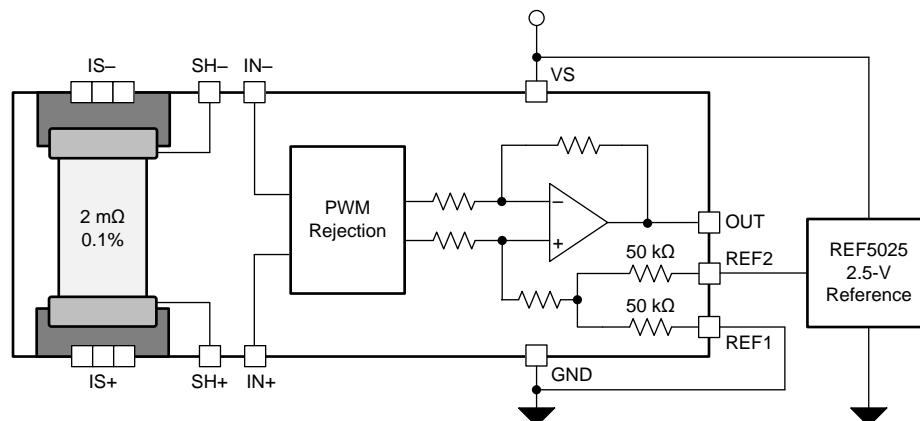 IS–
SH–
IN–
VS
2 mΩ
0.1%
PWM
Rejection
–
+
OUT
50 kΩ
REF2
50 kΩ
REF1
REF5025
2.5-V
Reference
IS+
SH+
IN+
GND